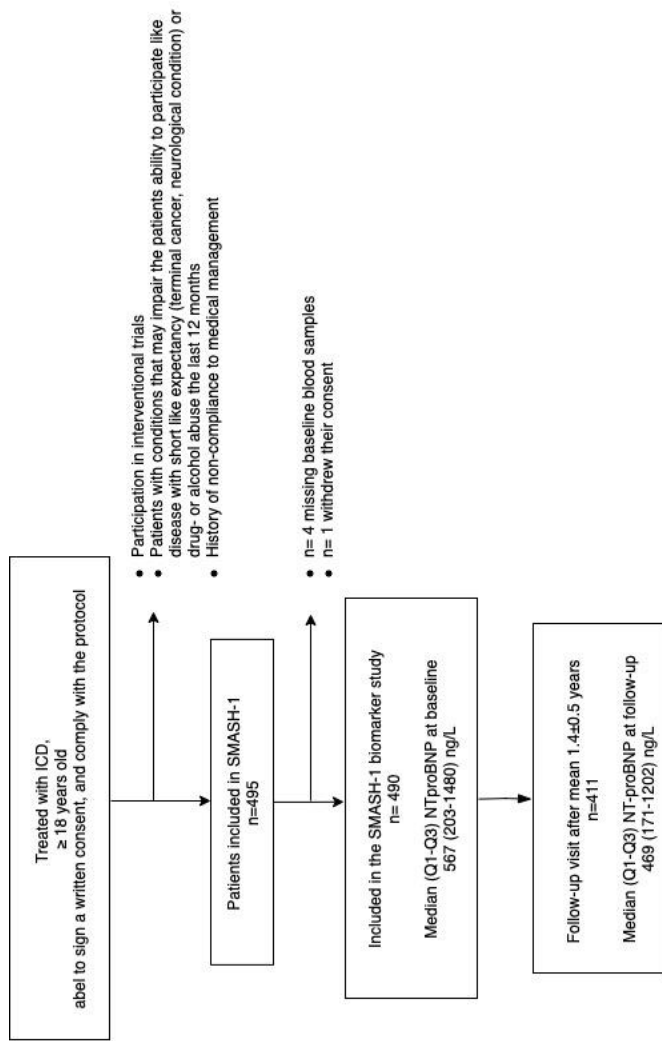 Treated with ICD,
≥ 18 years old
abel to sign a written consent, and comply with the protocol
• Participation in interventional trials
• Patients with conditions that may impair the patients ability to participate like
disease with short like expectancy (terminal cancer, neurological condition) or
drug- or alcohol abuse the last 12 months
• History of non-compliance to medical management
Patients included in SMASH-1
n=495
• n= 4 missing baseline blood samples
• n= 1 withdrew their consent
Included in the SMASH-1 biomarker study
n= 490
Median (Q1-Q3) NTproBNP at baseline
567 (203-1480) ng/L
Follow-up visit after mean 1.4±0.5 years
n=411
Median (Q1-Q3) NT-proBNP at follow-up
469 (171-1202) ng/L